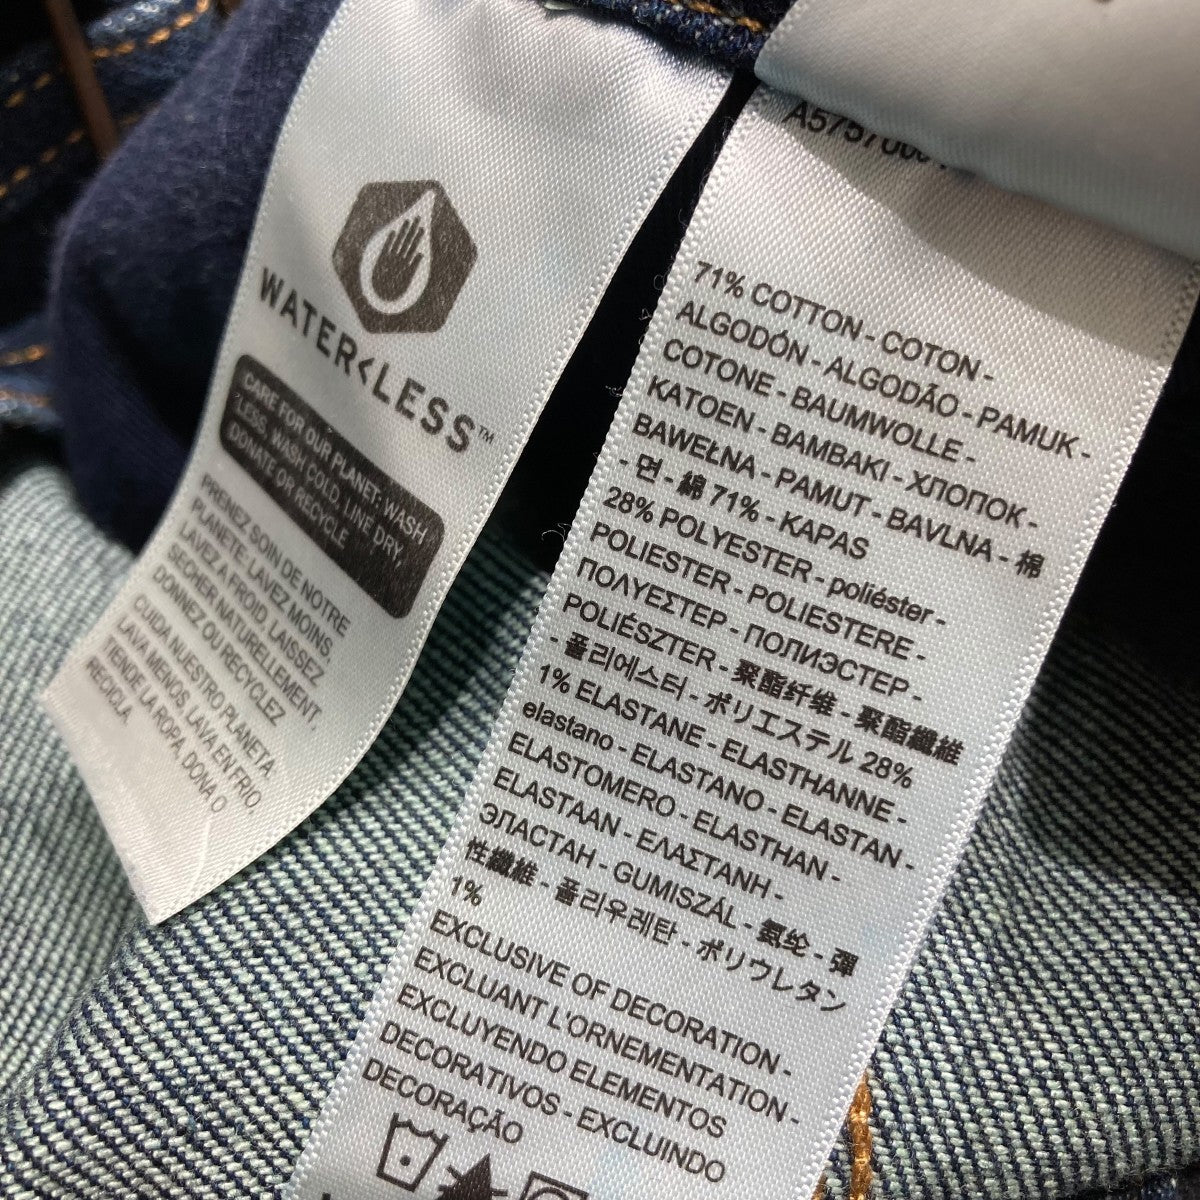 WATER<LESS™
CARE FOR OUR PLANET: WASH
LESS, WASH COLD, LINE DRY,
DONATE OR RECYCLE
PRENEZ SOIN DE NOTRE
PLANETE. LAVEZ MOINS,
LAVEZ A FROID, LAISSEZ
SECHER NATURELLEMENT,
DONNEZ OU RECYCLEZ
CUIDA NUESTRO PLANETA.
LAVA MENOS, LAVA EN FRIO,
TIENDE LA ROPA, DONA O
RECICLA.
71% COTTON - COTON -
ALGODÓN - ALGODÃO - PAMUK -
COTONE - BAUMWOLLE -
KATOEN - ΒΑΜΒΑΚΙ - ХЛОПОК -
BAWEŁNA - PAMUT - BAVLNA - 棉
- 면 - 綿 71% - KAPAS
28% POLYESTER - poliéster -
POLIESTER - POLIESTERE -
ΠΟΛΥΕΣΤΕΡ - ПОЛИЭСТЕР -
POLIÉSZTER - 聚酯纤维 - 聚酯纖維
- 폴리에스터 - ポリエステル 28%
1% ELASTANE - ELASTHANNE -
elastano - ELASTANO - ELASTAN -
ELASTOMERO - ELASTHAN -
ELASTAAN - ΕΛΑΣΤΑΝΗ -
ЭЛАСТАН - GUMISZÁL - 氨纶 - 彈
性纖維 - 폴리우레탄 - ポリウレタン
1%
EXCLUSIVE OF DECORATION -
EXCLUANT L'ORNEMENTATION -
EXCLUYENDO ELEMENTOS
DECORATIVOS - EXCLUINDO
DECORAÇÃO